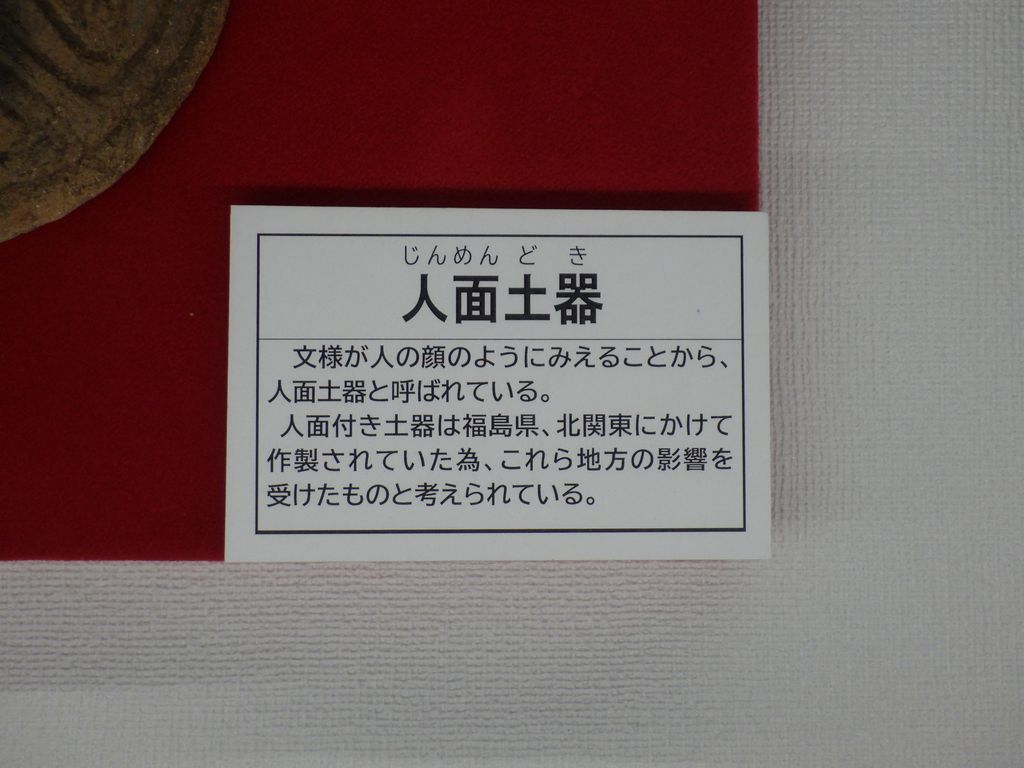 じんめん ど き
人面土器
文様が人の顔のようにみえることから、
人面土器と呼ばれている。
人面付き土器は福島県、北関東にかけて
作製されていた為、これら地方の影響を
受けたものと考えられている。